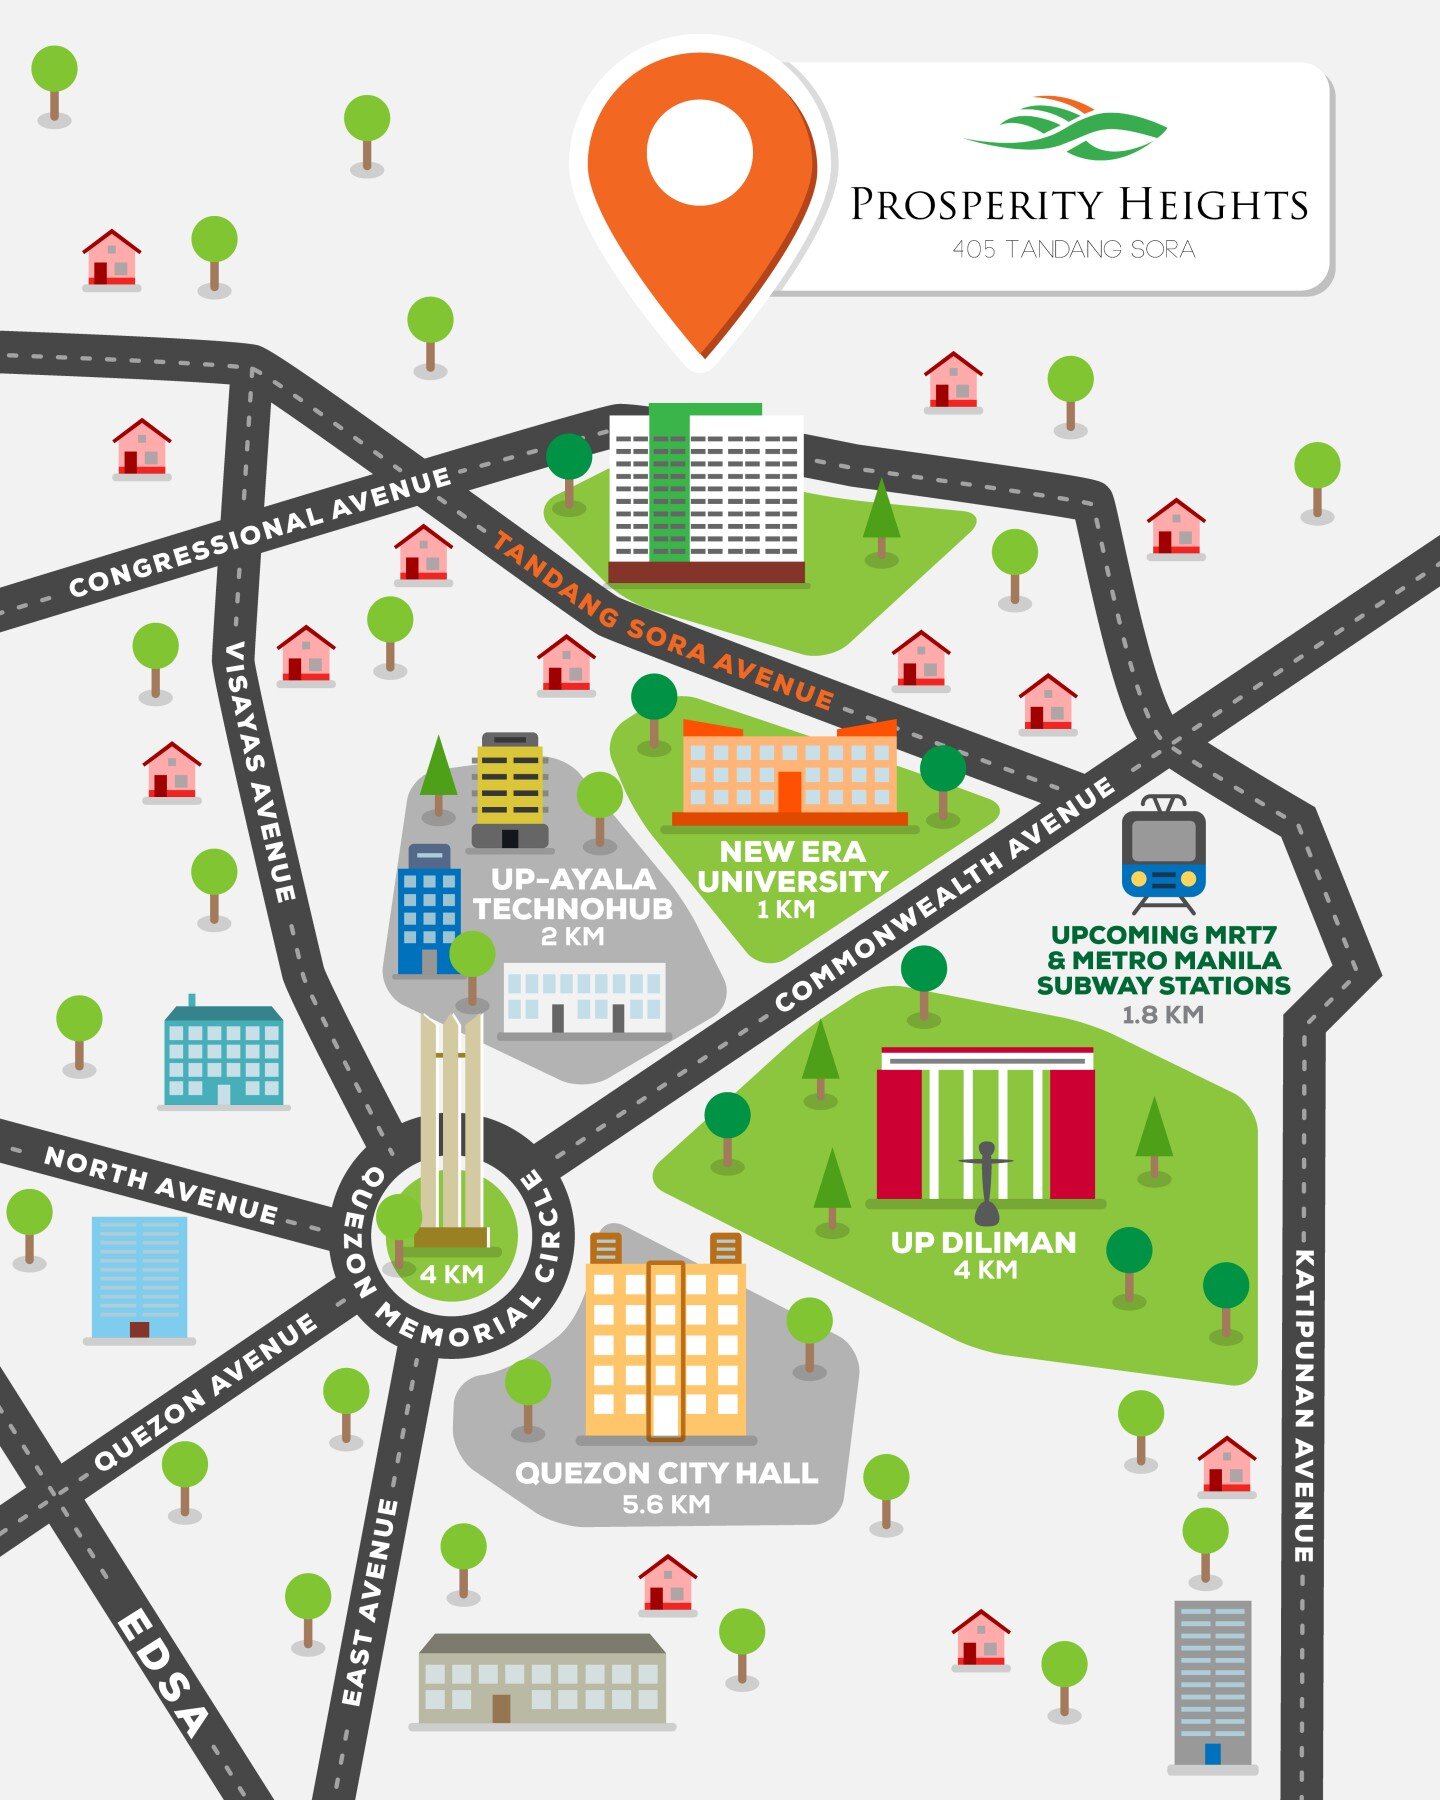 PROSPERITY HEIGHTS
405 TANDANG SORA
CONGRESSIONAL AVENUE
TANDANG SORA AVENUE
VISAYAS AVENUE
NEW ERA
UNIVERSITY
1 KM
UP-AYALA
TECHNOHUB
2 KM
COMMONWEALTH AVENUE
UPCOMING MRT7
& METRO MANILA
SUBWAY STATIONS
1.8 KM
NORTH AVENUE
QUEZON MEMORIAL CIRCLE
4 KM
UP DILIMAN
4 KM
QUEZON AVENUE
KATIPUNAN AVENUE
QUEZON CITY HALL
5.6 KM
EAST AVENUE
EDSA